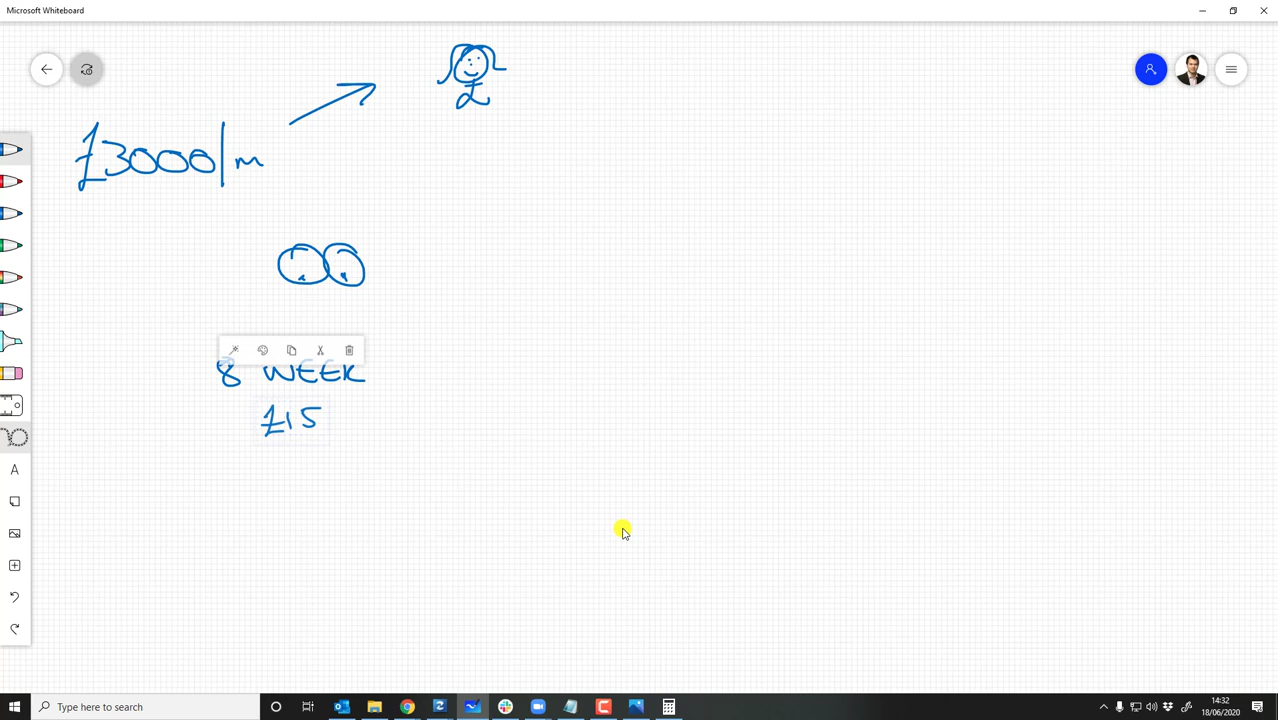 Microsoft Whiteboard
£3000/m
£
8 WEEK
£15
A
Type here to search
14:32
18/06/2020